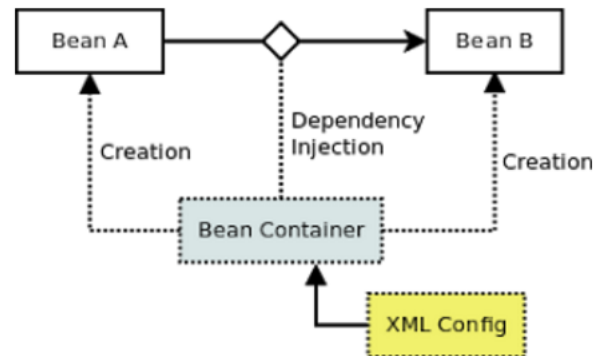 Bean A
Bean B
Dependency
Injection
Creation
Creation
Bean Container
XML Config